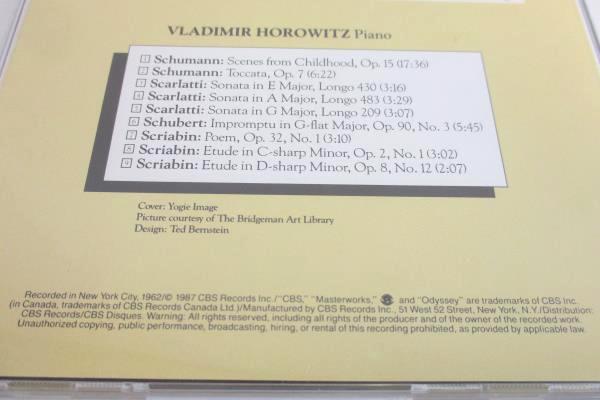 VLADIMIR HOROWITZ Piano
1 Schumann: Scenes from Childhood, Op. 15 (17:36)
2 Schumann: Toccata, Op. 7 (6:22)
3 Scarlatti: Sonata in E Major, Longo 430 (3:16)
4 Scarlatti: Sonata in A Major, Longo 483 (3:29)
5 Scarlatti: Sonata in G Major, Longo 209 (3:07)
6 Schubert: Impromptu in G-flat Major, Op. 90, No. 3 (5:45)
7 Scriabin: Poem, Op. 32, No. 1 (3:10)
8 Scriabin: Etude in C-sharp Minor, Op. 2, No. 1 (3:02)
9 Scriabin: Etude in D-sharp Minor, Op. 8, No. 12 (2:07)
Cover: Yogie Image
Picture courtesy of The Bridgeman Art Library
Design: Ted Bernstein
Recorded in New York City, 1962/© 1987 CBS Records Inc./"CBS," "Masterworks," and "Odyssey" are trademarks of CBS Inc.
(in Canada, trademarks of CBS Records Canada Ltd.)/Manufactured by CBS Records Inc., 51 West 52 Street, New York, N.Y./Distribution:
CBS Records/CBS Disques. Warning: All rights reserved, including all rights of the producer and of the owner of the recorded work.
Unauthorized copying, public performance, broadcasting, hiring, or rental of this recording prohibited, as provided by applicable law.